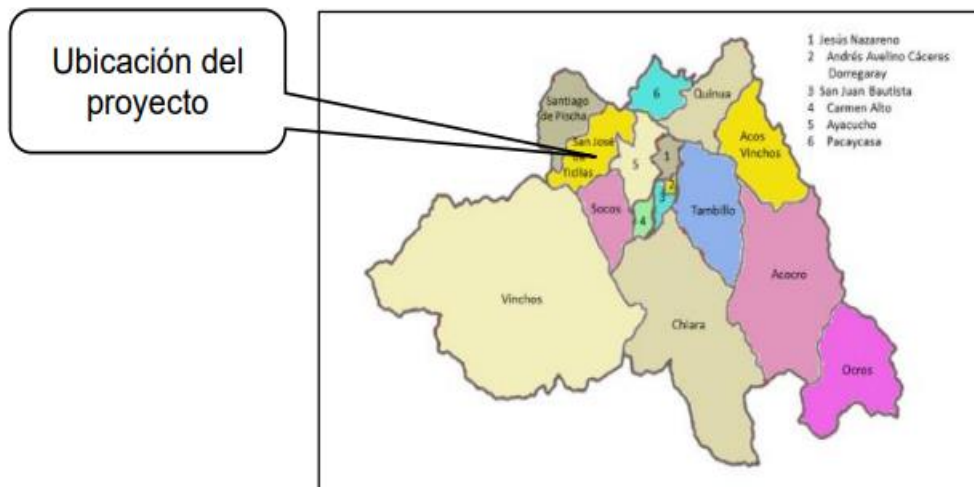 Ubicación del
proyecto
1 Jesús Nazareno
2 Andrés Avelino Cáceres
Dorregaray
3 San Juan Bautista
4 Carmen Alto
5 Ayacucho
6 Pacaycasa
6
Quinua
Santiago
de Pischa
San José
Ticllas
Acos
Vinchos
1
5
2
3
4
Socos
Tambillo
Vinchos
Chiara
Acocro
Ocros